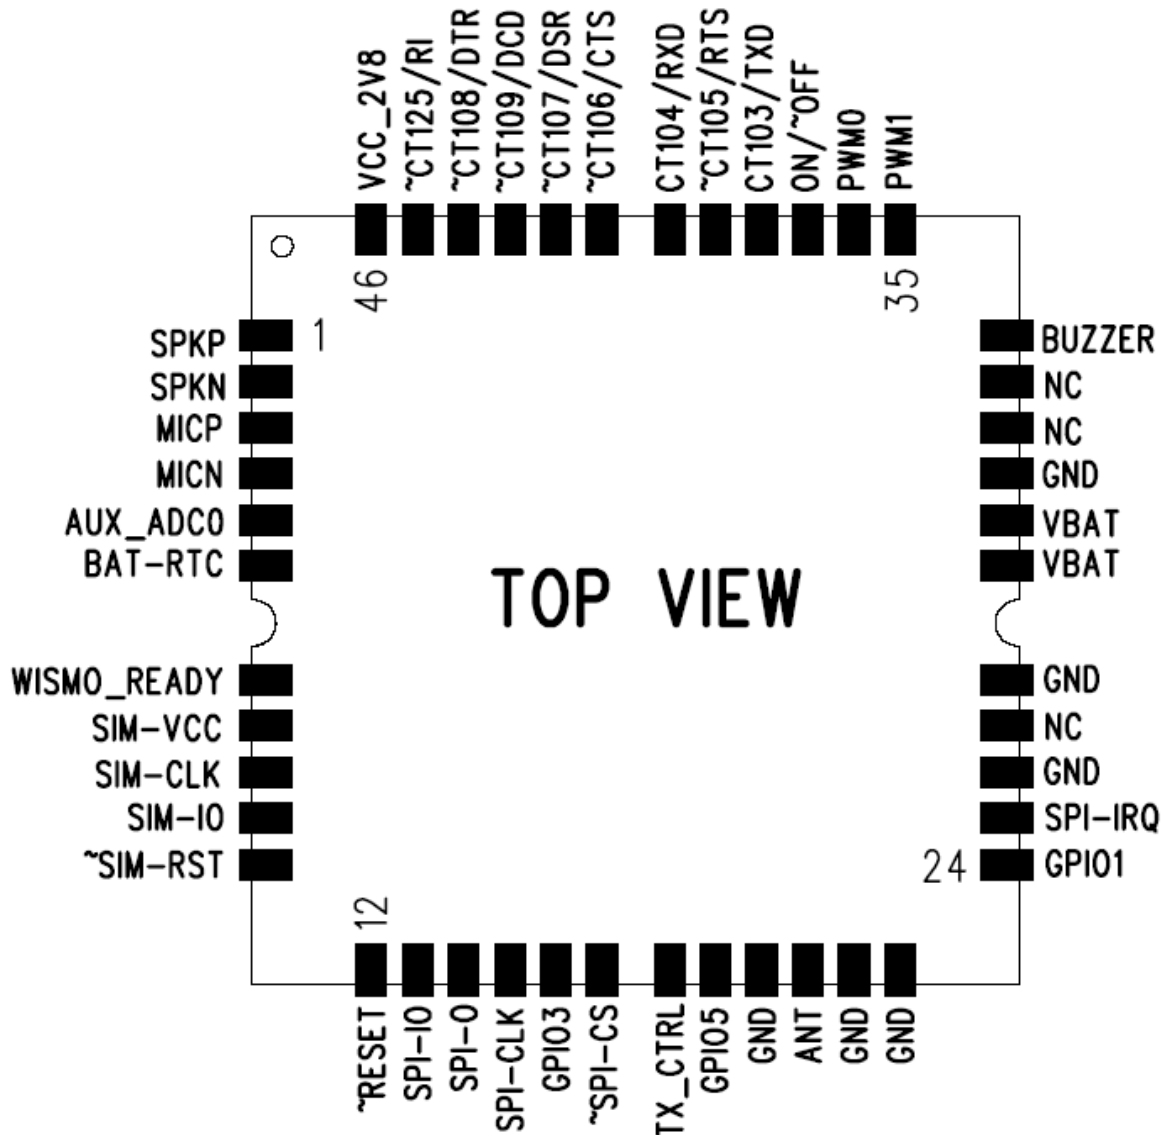 VCC_2V8
~CT125/RI
~CT108/DTR
~CT109/DCD
~CT107/DSR
~CT106/CTS
CT104/RXD
~CT105/RTS
CT103/TXD
ON/~OFF
PWM0
PWM1
46
35
SPKP
1
SPKN
MICP
MICN
AUX_ADC0
BAT-RTC
WISMO_READY
SIM-VCC
SIM-CLK
SIM-IO
~SIM-RST
TOP VIEW
BUZZER
NC
NC
GND
VBAT
VBAT
GND
NC
GND
SPI-IRQ
24
GPIO1
12
~RESET
SPI-IO
SPI-O
SPI-CLK
GPIO3
~SPI-CS
TX_CTRL
GPIO5
GND
ANT
GND
GND